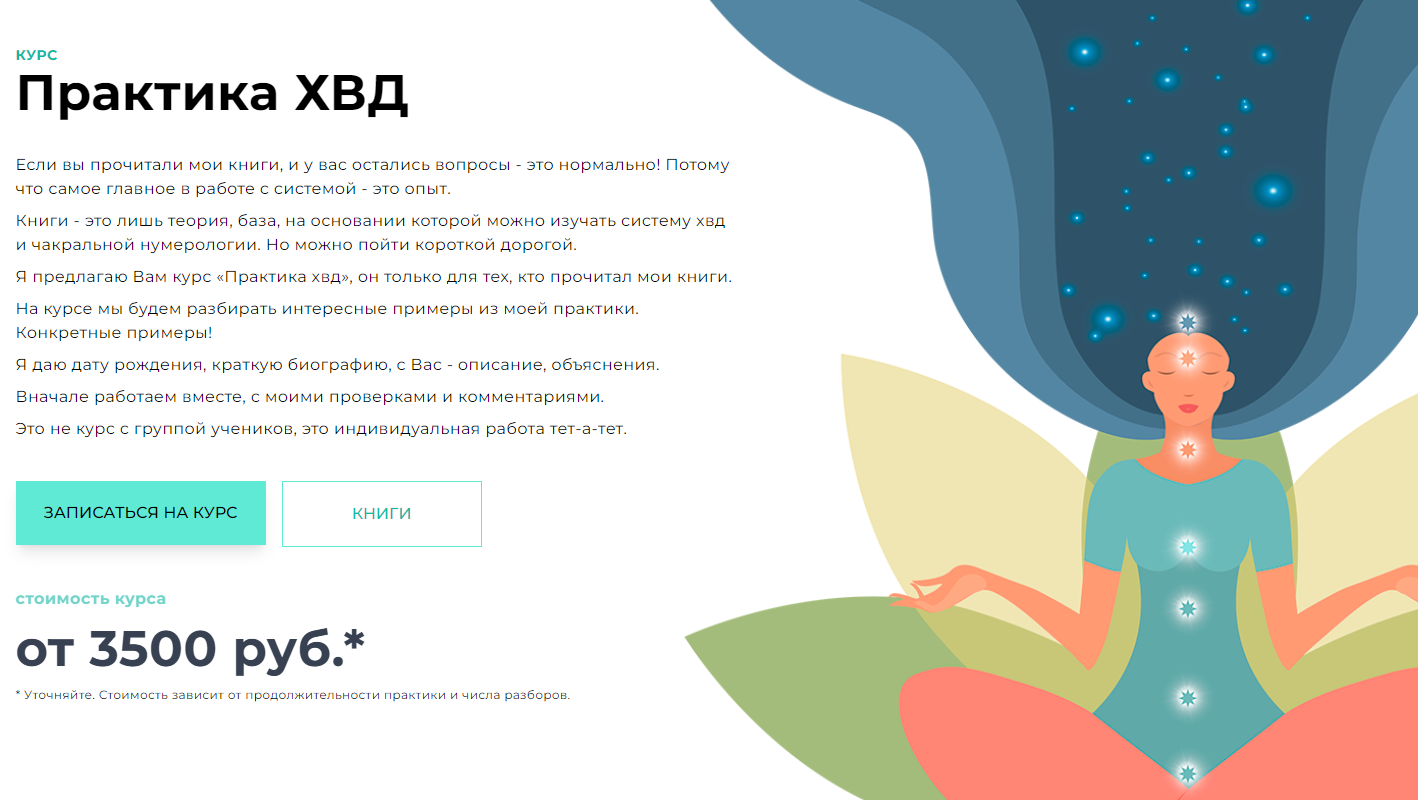 КУРС
Практика ХВД
Если вы прочитали мои книги, и у вас остались вопросы - это нормально! Потому
что самое главное в работе с системой - это опыт.
Книги - это лишь теория, база, на основании которой можно изучать систему хвд
и чакральной нумерологии. Но можно пойти короткой дорогой.
Я предлагаю Вам курс «Практика хвд», он только для тех, кто прочитал мои книги.
На курсе мы будем разбирать интересные примеры из моей практики.
Конкретные примеры!
Я даю дату рождения, краткую биографию, с Вас - описание, объяснения.
Вначале работаем вместе, с моими проверками и комментариями.
Это не курс с группой учеников, это индивидуальная работа тет-а-тет.
ЗАПИСАТЬСЯ НА КУРС
КНИГИ
стоимость курса
от 3500 руб.*
* Уточняйте. Стоимость зависит от продолжительности практики и числа разборов.